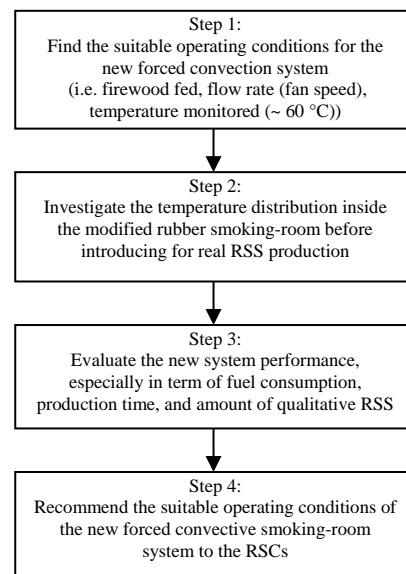 Step 1:
Find the suitable operating conditions for the
new forced convection system
(i.e. firewood fed, flow rate (fan speed),
temperature monitored (~ 60 °C))
Step 2:
Investigate the temperature distribution inside
the modified rubber smoking-room before
introducing for real RSS production
Step 3:
Evaluate the new system performance,
especially in term of fuel consumption,
production time, and amount of qualitative RSS
Step 4:
Recommend the suitable operating conditions of
the new forced convective smoking-room
system to the RSCs